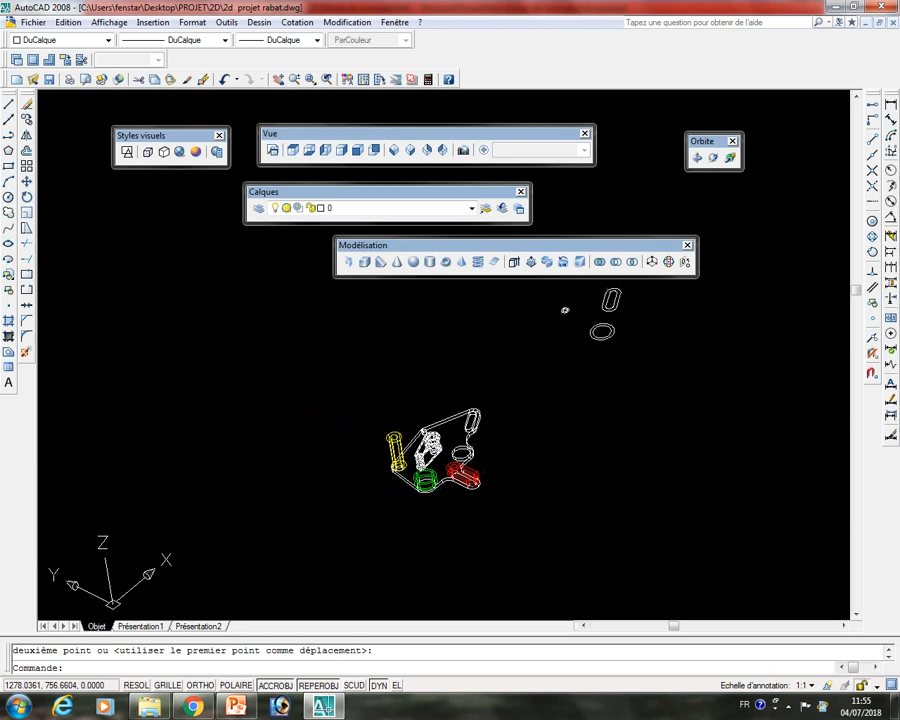 AutoCAD 2008 - [C:\Users\fenstar\Desktop\PROJET\2D\2d projet rabat.dwg]
Fichier Edition Affichage Insertion Format Outils Dessin Cotation Modification Fenêtre ?
Tapez une question pour obtenir de l'aide
DuCalque DuCalque DuCalque ParCouleur
Styles visuels
Vue
Orbite
Calques
0
Modélisation
A
Z
Y
X
Objet Présentation1 Présentation2
deuxième point ou <utiliser le premier point comme déplacement>:
Commande:
1278.0361, 756.6604, 0.0000 RESOL GRILLE ORTHO POLAIRE ACCROBJ REPEROBJ SCUD DYN EL Echelle d'annotation: 1:1
FR
11:55
04/07/2018